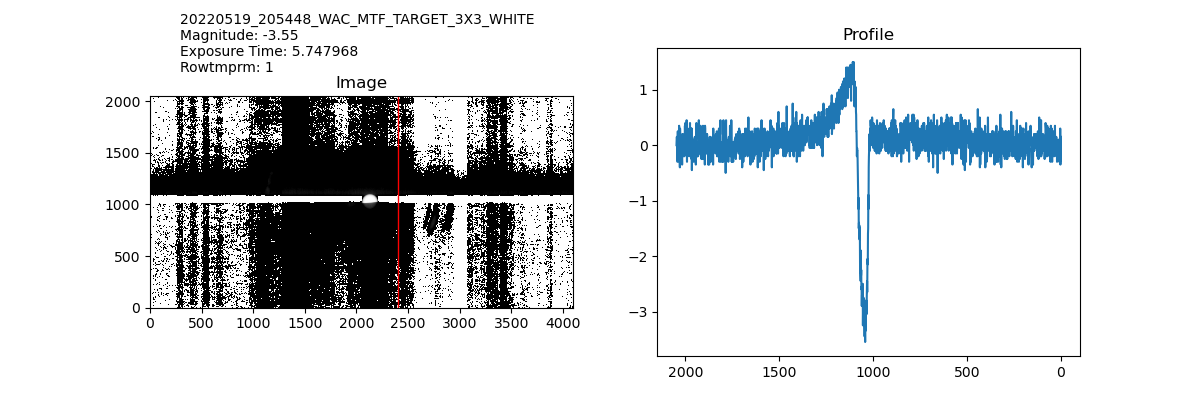 20220519_205448_WAC_MTF_TARGET_3X3_WHITE
Magnitude: -3.55
Exposure Time: 5.747968
Rowtmprm: 1
Image
2000
1500
1000
500
0
0 500 1000 1500 2000 2500 3000 3500 4000
Profile
1
0
−1
−2
−3
2000 1500 1000 500 0